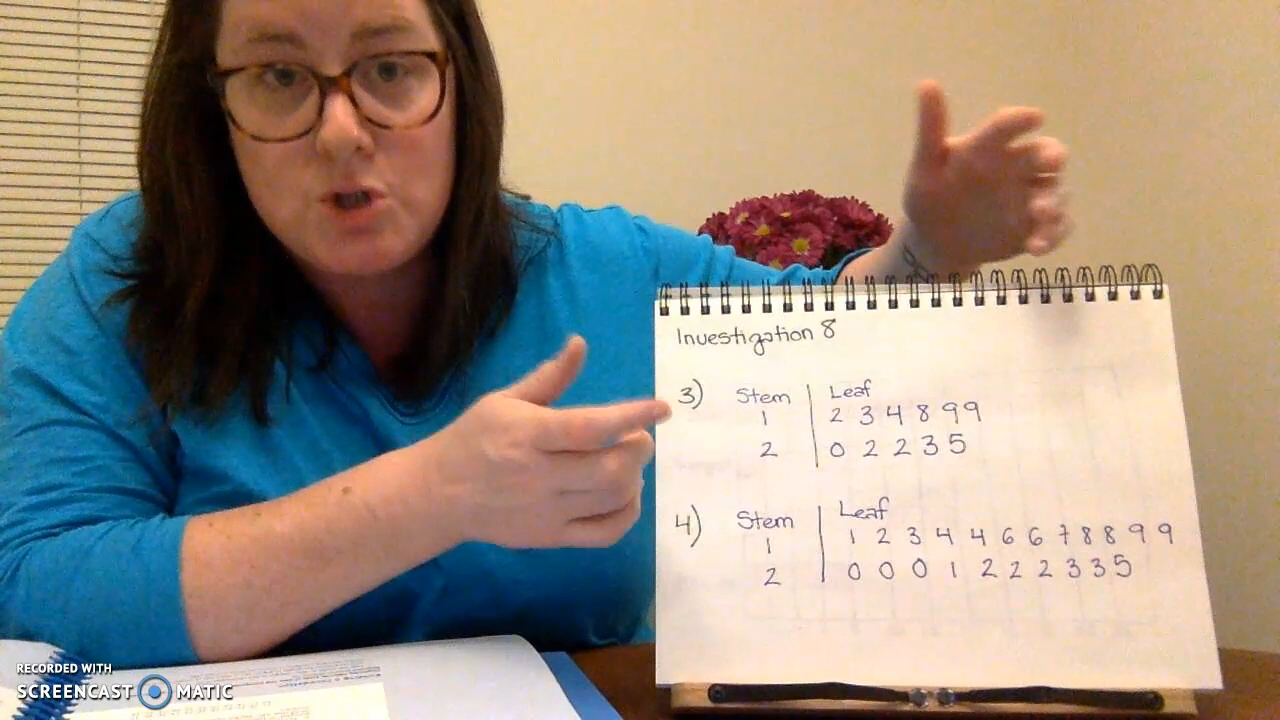 Investigation 8
3) Stem | Leaf
1 | 2 3 4 8 9 9
2 | 0 2 2 3 5
4) Stem | Leaf
1 | 1 2 3 4 4 6 6 7 8 8 9 9
2 | 0 0 0 1 2 2 2 3 3 5
RECORDED WITH
SCREENCAST MATIC